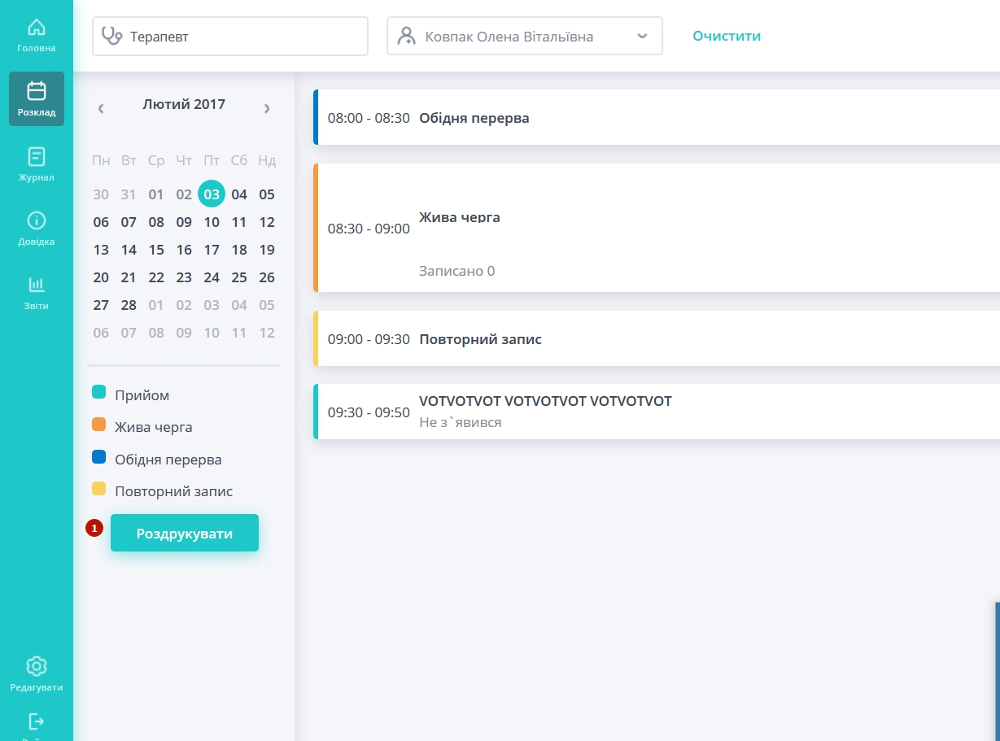 Головна
Розклад
Журнал
Довідка
Звіти
Редагувати
Терапевт
Ковпак Олена Вітальївна
Очистити
Лютий 2017
Пн Вт Ср Чт Пт Сб Нд
30 31 01 02 03 04 05
06 07 08 09 10 11 12
13 14 15 16 17 18 19
20 21 22 23 24 25 26
27 28 01 02 03 04 05
06 07 08 09 10 11 12
Прийом
Жива черга
Обідня перерва
Повторний запис
1
Роздрукувати
08:00 - 08:30 Обідня перерва
08:30 - 09:00 Жива черга
Записано 0
09:00 - 09:30 Повторний запис
09:30 - 09:50 VOTVOTVOT VOTVOTVOT VOTVOTVOT
Не з`явився